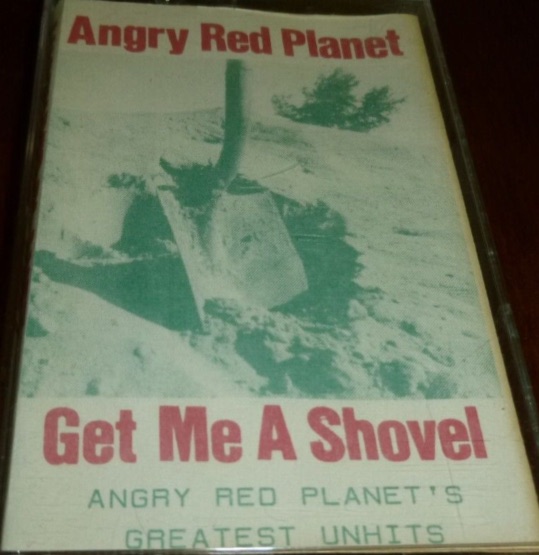 Angry Red Planet
Get Me A Shovel
ANGRY RED PLANET'S
GREATEST UNHITS